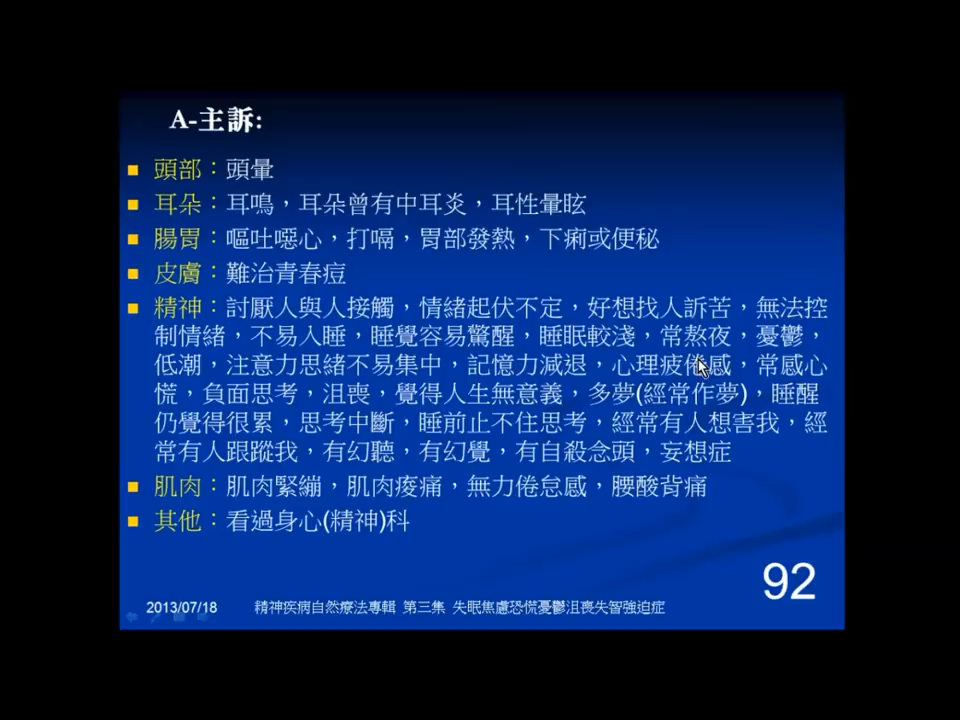 A-主訴:
頭部：頭暈
耳朵：耳鳴，耳朵曾有中耳炎，耳性暈眩
腸胃：嘔吐噁心，打嗝，胃部發熱，下痢或便秘
皮膚：難治青春痘
精神：討厭人與人接觸，情緒起伏不定，好想找人訴苦，無法控
制情緒，不易入睡，睡覺容易驚醒，睡眠較淺，常熬夜，憂鬱，
低潮，注意力思緒不易集中，記憶力減退，心理疲倦感，常感心
慌，負面思考，沮喪，覺得人生無意義，多夢(經常作夢)，睡醒
仍覺得很累，思考中斷，睡前止不住思考，經常有人想害我，經
常有人跟蹤我，有幻聽，有幻覺，有自殺念頭，妄想症
肌肉：肌肉緊繃，肌肉痠痛，無力倦怠感，腰酸背痛
其他：看過身心(精神)科
92
2013/07/18 精神疾病自然療法專輯 第三集 失眠焦慮恐慌憂鬱沮喪失智強迫症